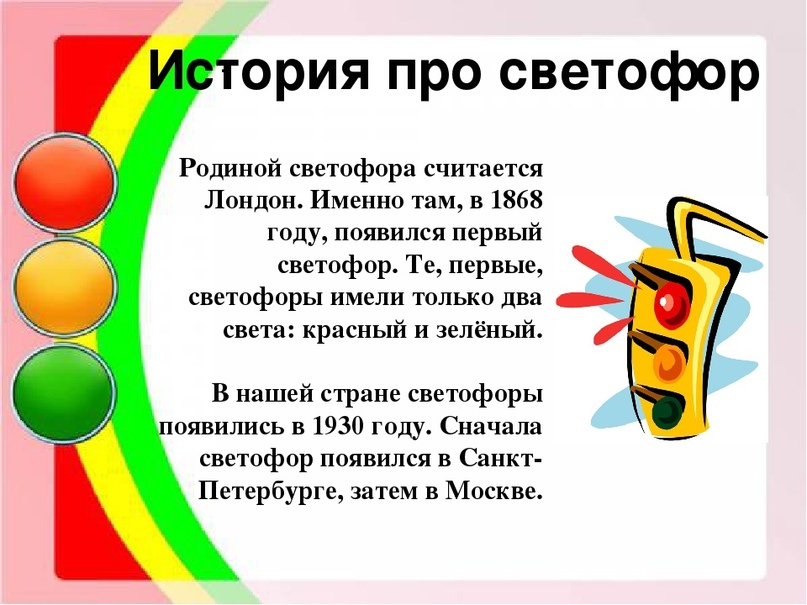 История про светофор
Родиной светофора считается
Лондон. Именно там, в 1868
году, появился первый
светофор. Те, первые,
светофоры имели только два
света: красный и зелёный.
В нашей стране светофоры
появились в 1930 году. Сначала
светофор появился в Санкт-
Петербурге, затем в Москве.